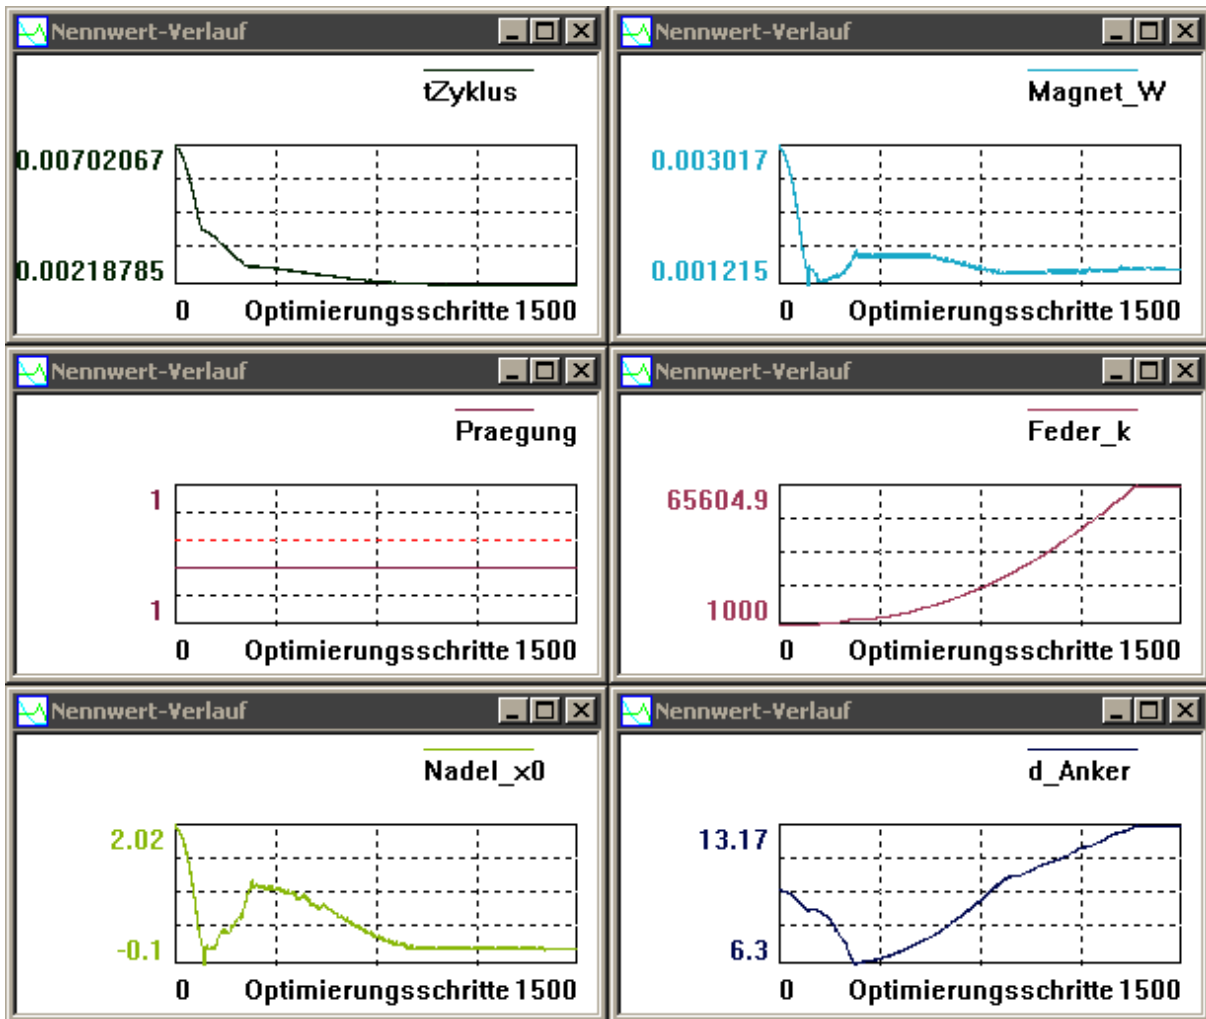 Nennwert-Verlauf
tZyklus
0.00702067
0.00218785
0 Optimierungsschritte 1500
Nennwert-Verlauf
Magnet_W
0.003017
0.001215
0 Optimierungsschritte 1500
Nennwert-Verlauf
Praegung
1
1
0 Optimierungsschritte 1500
Nennwert-Verlauf
Feder_k
65604.9
1000
0 Optimierungsschritte 1500
Nennwert-Verlauf
Nadel_x0
2.02
-0.1
0 Optimierungsschritte 1500
Nennwert-Verlauf
d_Anker
13.17
6.3
0 Optimierungsschritte 1500